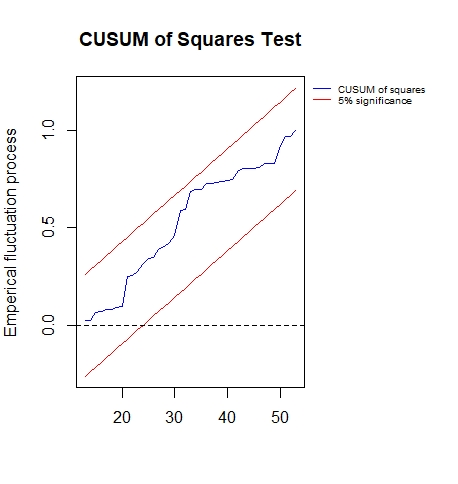 CUSUM of Squares Test
CUSUM of squares
5% significance
Emperical fluctuation process
1.0
0.5
0.0
20 30 40 50